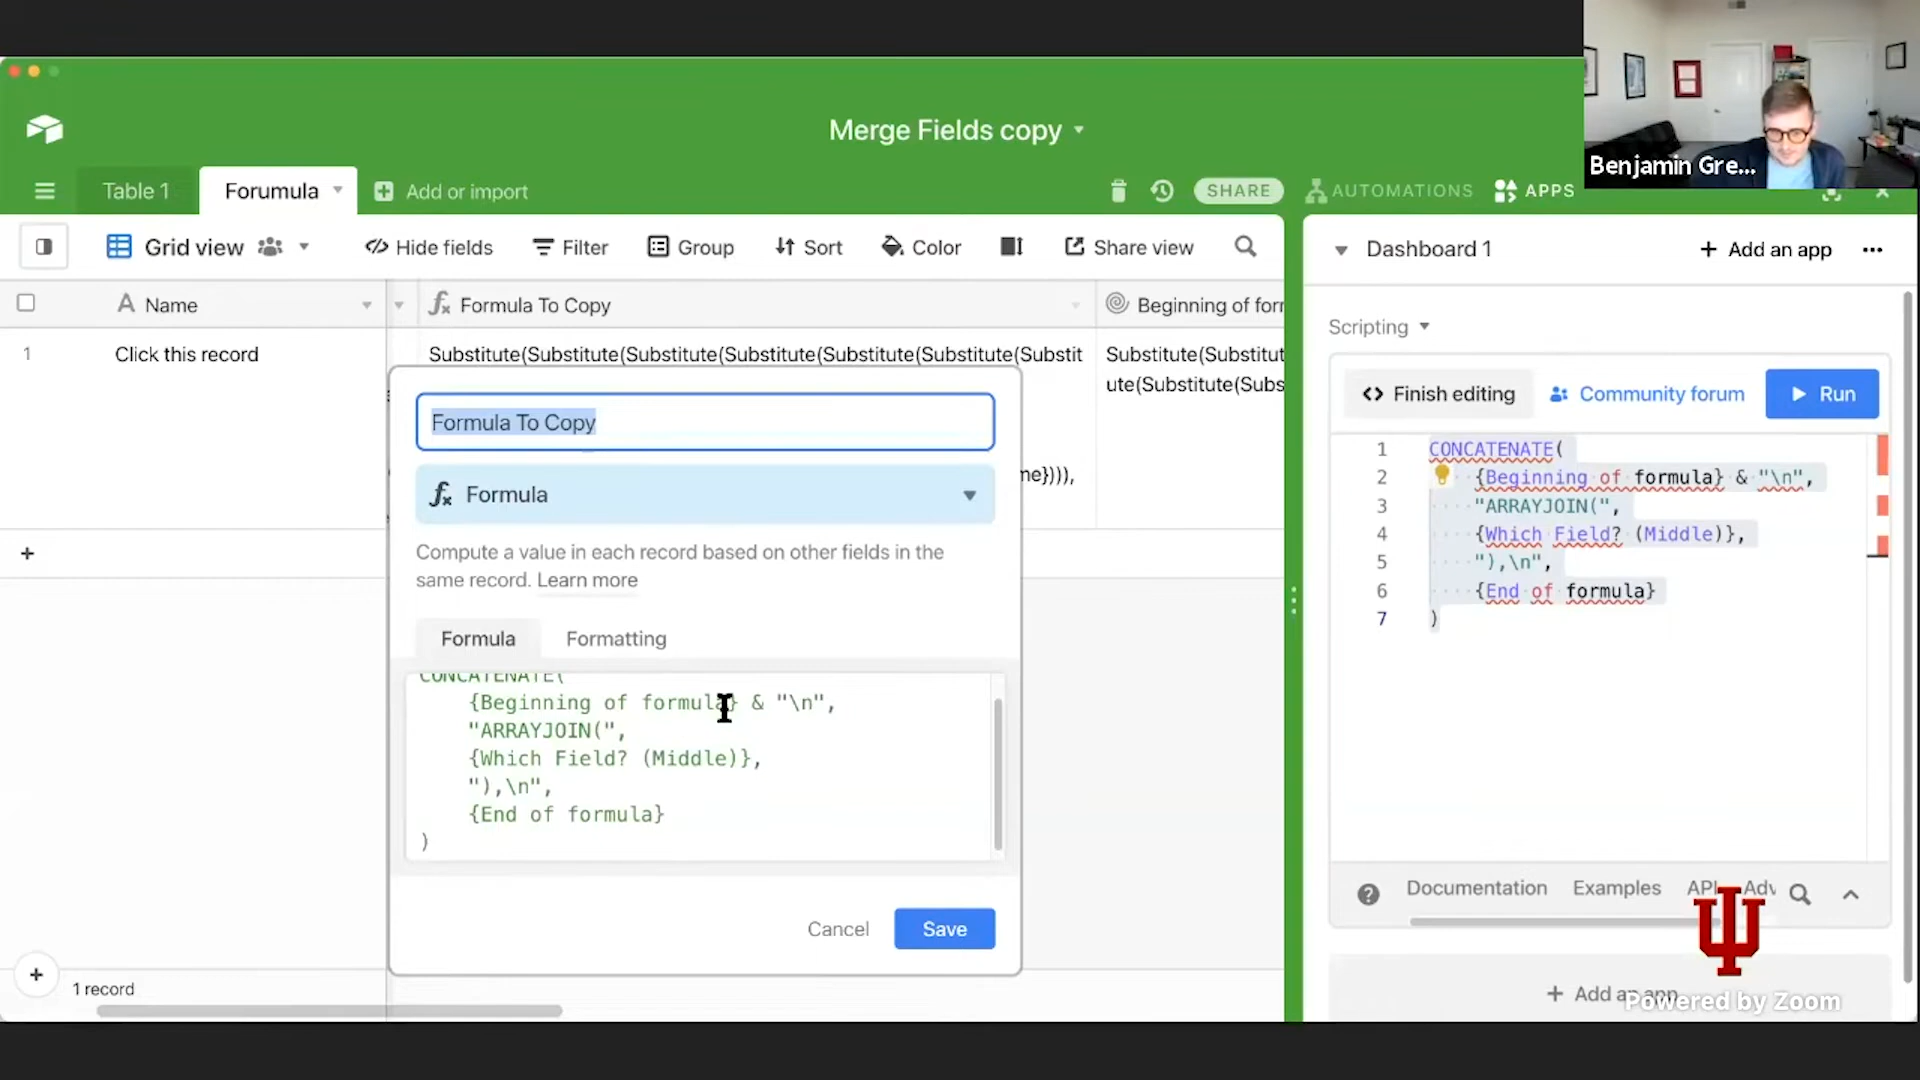 Merge Fields copy
Benjamin Gre...
Table 1
Forumula
Add or import
SHARE
AUTOMATIONS
APPS
Grid view
Hide fields
Filter
Group
Sort
Color
Share view
Dashboard 1
+ Add an app
Name
Formula To Copy
Beginning of for
Scripting
1
Click this record
Substitute(Substitute(Substitute(Substitute(Substitute(Substitute(Substit
Substitute(Substitut
ute(Substitute(Subs
me}))),
Formula To Copy
Formula
Compute a value in each record based on other fields in the
same record. Learn more
Formula
Formatting
CONCATENATE(
{Beginning of formula} & "\n",
"ARRAYJOIN(",
{Which Field? (Middle)},
"),\n",
{End of formula}
)
Cancel
Save
+
+
1 record
<> Finish editing
Community forum
Run
1 CONCATENATE(
2 {Beginning of formula} & "\n",
3 "ARRAYJOIN(",
4 {Which Field? (Middle)},
5 "),\n",
6 {End of formula}
7 )
Documentation
Examples
API
Adv
+ Add an app
Powered by Zoom